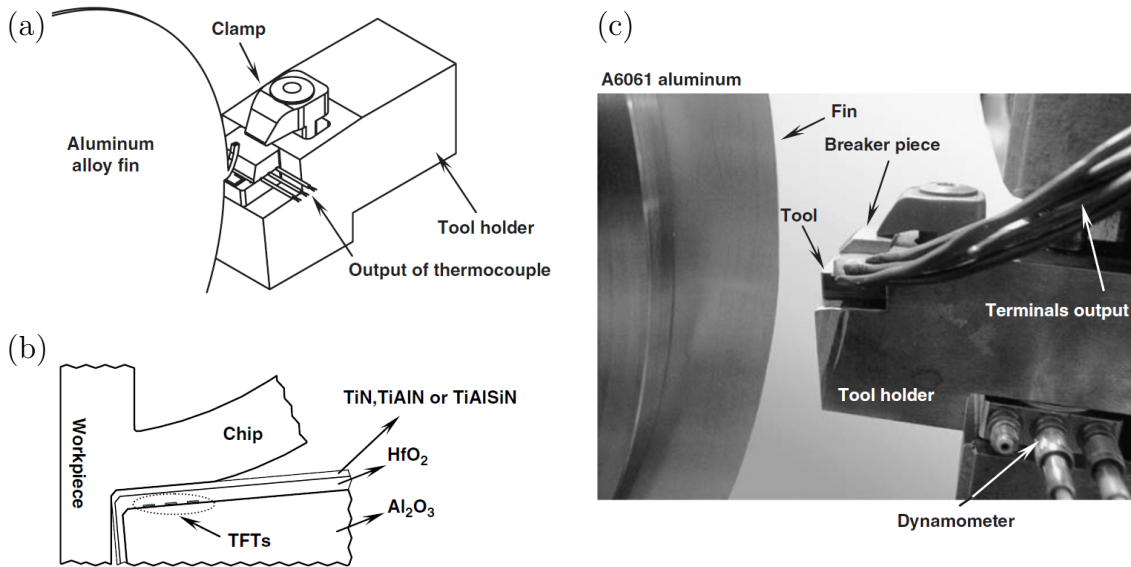 (a)
Clamp
Aluminum
alloy fin
Tool holder
Output of thermocouple
(b)
Workpiece
Chip
TiN,TiAlN or TiAlSiN
HfO₂
Al₂O₃
TFTs
(c)
A6061 aluminum
Fin
Breaker piece
Tool
Terminals output
Tool holder
Dynamometer